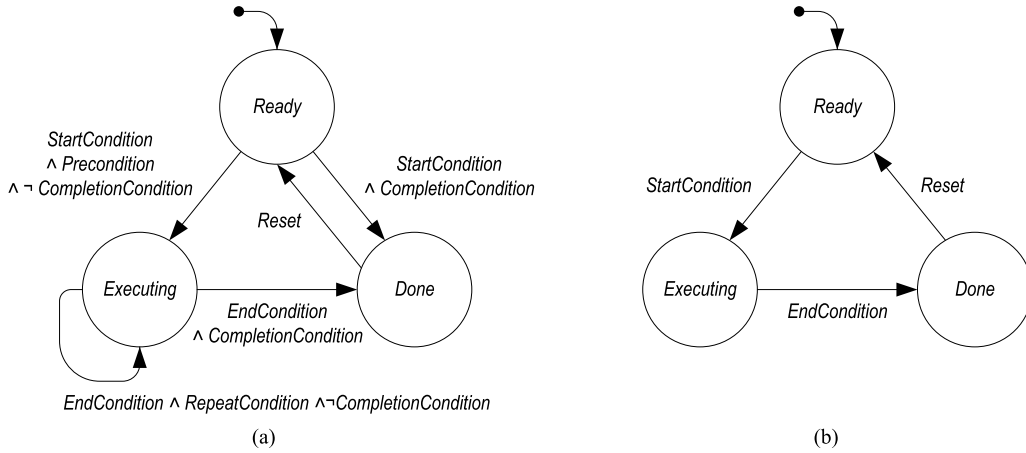 Ready
StartCondition
∧ Precondition
∧ ¬ CompletionCondition
StartCondition
∧ CompletionCondition
Reset
Executing
Done
EndCondition
∧ CompletionCondition
EndCondition ∧ RepeatCondition ∧¬CompletionCondition
(a)
Ready
StartCondition
Reset
Executing
Done
EndCondition
(b)